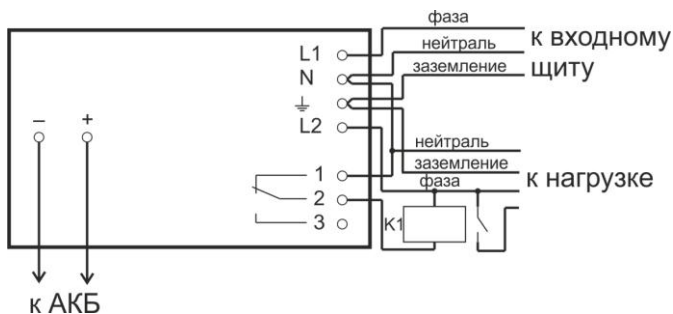 фаза
L1
нейтраль
к входному
N
заземление
щиту
L2
– +
нейтраль
1
заземление
фаза
к нагрузке
2
K1
3
к АКБ